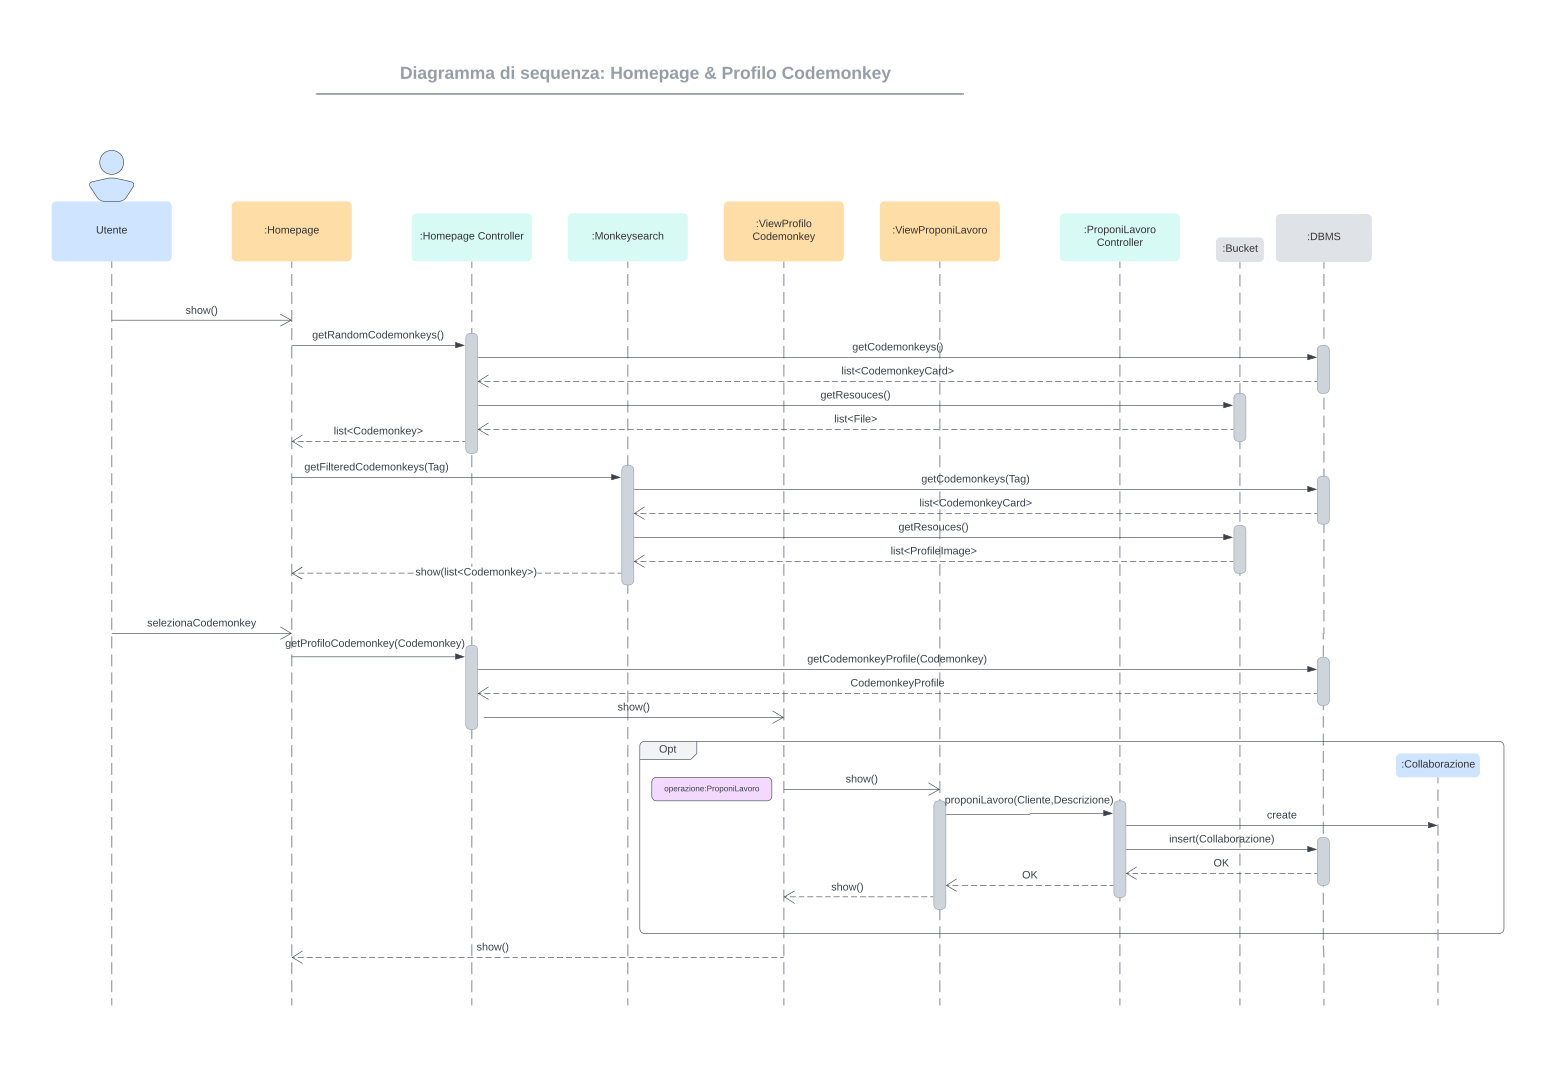 Diagramma di sequenza: Homepage & Profilo Codemonkey
Utente
:Homepage
:Homepage Controller
:Monkeysearch
:ViewProfilo
Codemonkey
:ViewProponiLavoro
:ProponiLavoro
Controller
:Bucket
:DBMS
show()
getRandomCodemonkeys()
getCodemonkeys()
list<CodemonkeyCard>
getResouces()
list<File>
list<Codemonkey>
getFilteredCodemonkeys(Tag)
getCodemonkeys(Tag)
list<CodemonkeyCard>
getResouces()
list<ProfileImage>
show(list<Codemonkey>)
selezionaCodemonkey
getProfiloCodemonkey(Codemonkey)
getCodemonkeyProfile(Codemonkey)
CodemonkeyProfile
show()
Opt
:Collaborazione
operazione:ProponiLavoro
show()
proponiLavoro(Cliente,Descrizione)
create
insert(Collaborazione)
OK
OK
show()
show()